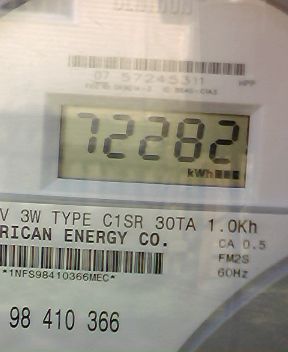 07 57245311
72282
kWh
V 3W TYPE C1SR 30TA 1.0Kh
RICAN ENERGY CO.
CA 0.5
FM2S
*1NFS98410366MEC*
60Hz
98 410 366